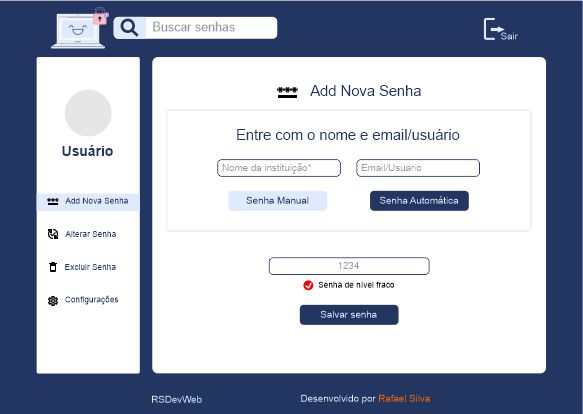 Buscar senhas
Sair
Usuário
Add Nova Senha
Alterar Senha
Excluir Senha
Configurações
Add Nova Senha
Entre com o nome e email/usuário
Nome da instituição*
Email/Usuario
Senha Manual
Senha Automática
1234
Senha de nível fraco
Salvar senha
RSDevWeb
Desenvolvido por Rafael Silva